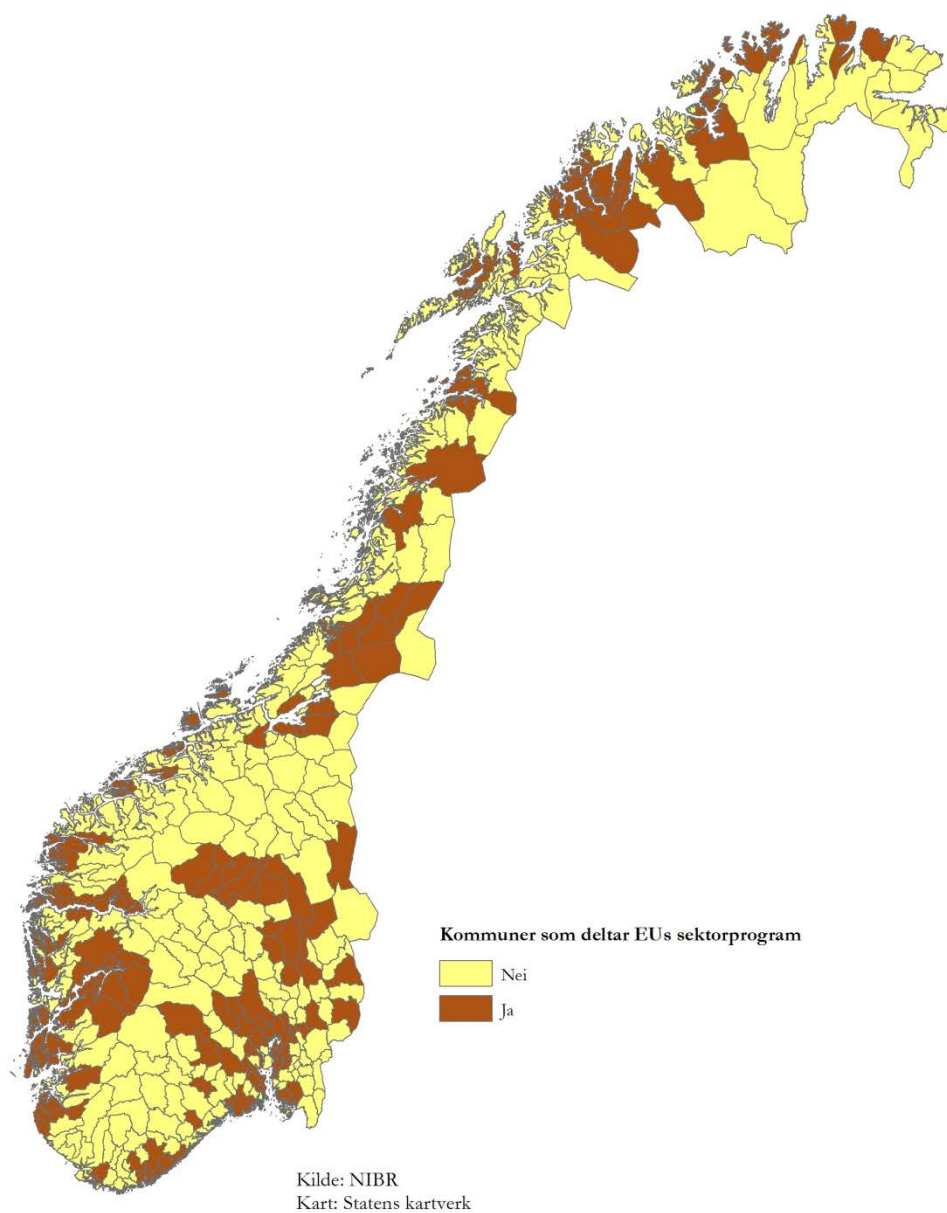 Kommuner som deltar EUs sektorprogram
Nei
Ja
Kilde: NIBR
Kart: Statens kartverk